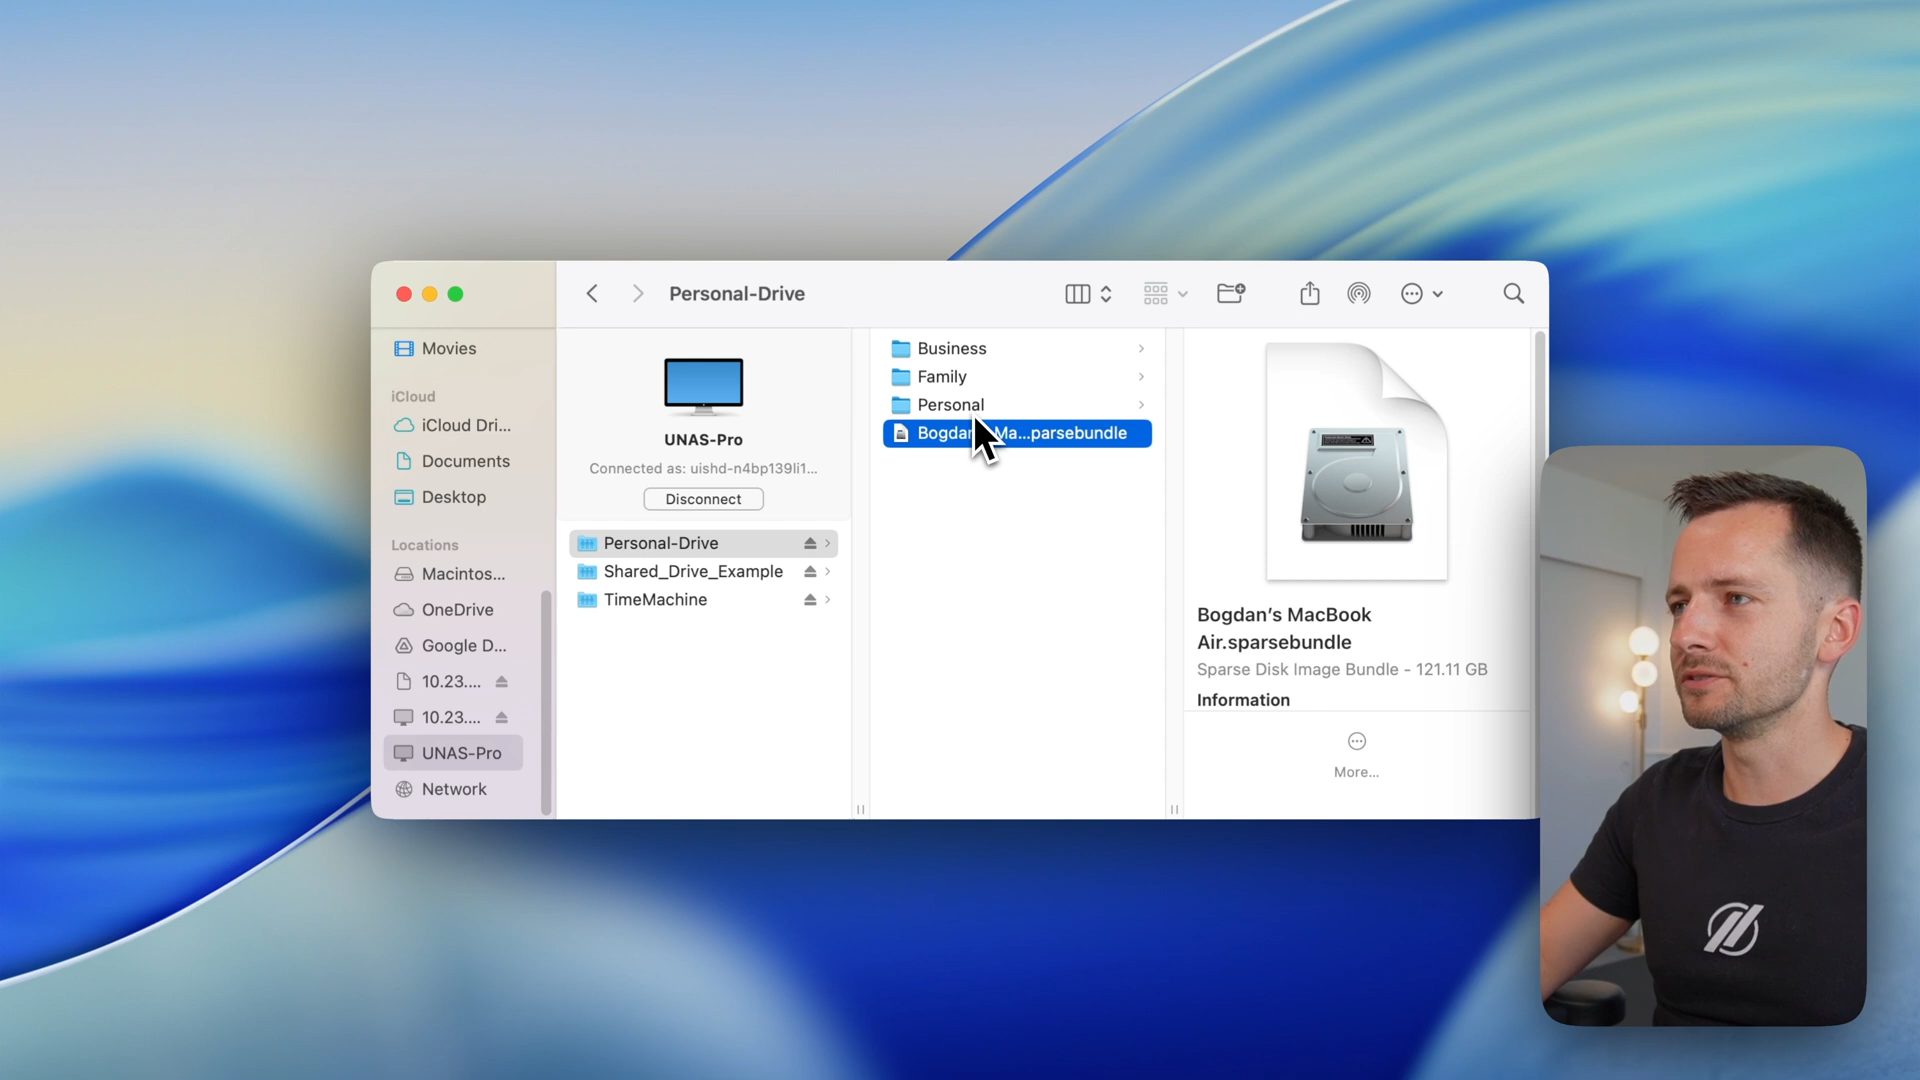 Personal-Drive
Movies
iCloud
iCloud Dri...
Documents
Desktop
Locations
Macintos...
OneDrive
Google D...
10.23....
10.23....
UNAS-Pro
Network
UNAS-Pro
Connected as: uishd-n4bp139li1...
Disconnect
Personal-Drive
Shared_Drive_Example
TimeMachine
Business
Family
Personal
Ma...parsebundle
Bogdan's MacBook
Air.sparsebundle
Sparse Disk Image Bundle - 121.11 GB
Information
More...